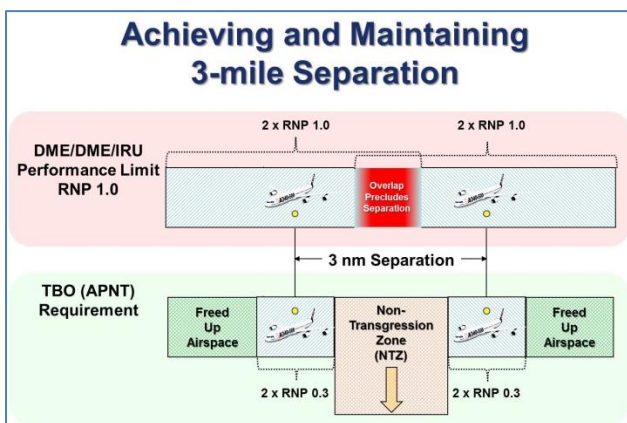 Achieving and Maintaining
3-mile Separation
2 x RNP 1.0
2 x RNP 1.0
DME/DME/IRU
Performance Limit
RNP 1.0
Overlap
Precludes
Separation
3 nm Separation
TBO (APNT)
Requirement
Freed
Up
Airspace
Non-
Transgression
Zone
(NTZ)
Freed
Up
Airspace
2 x RNP 0.3
2 x RNP 0.3